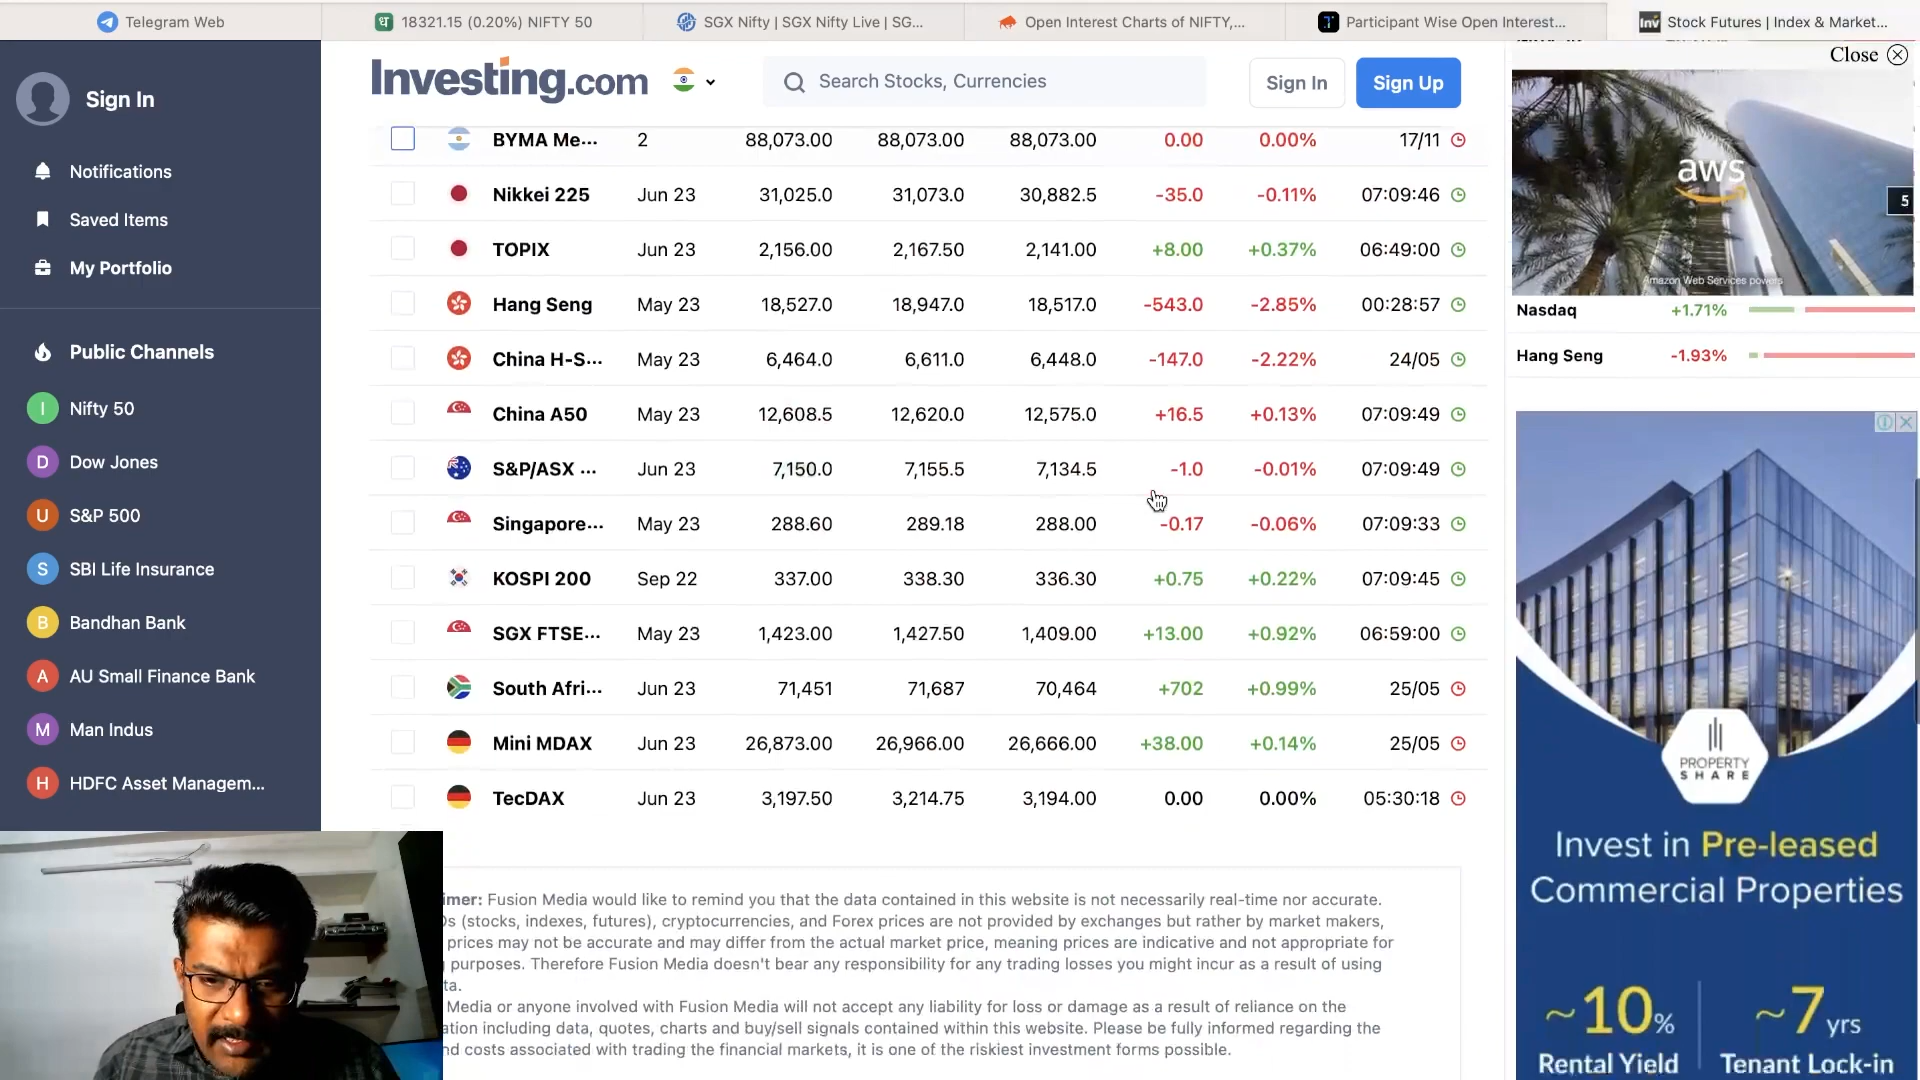 Telegram Web
18321.15 (0.20%) NIFTY 50
SGX Nifty | SGX Nifty Live | SG...
Open Interest Charts of NIFTY,...
Participant Wise Open Interest...
Inv Stock Futures | Index & Market...
Sign In
Notifications
Saved Items
My Portfolio
Public Channels
I Nifty 50
D Dow Jones
U S&P 500
S SBI Life Insurance
B Bandhan Bank
A AU Small Finance Bank
M Man Indus
H HDFC Asset Managem...
Investing.com
Search Stocks, Currencies
Sign In
Sign Up
BYMA Me... 2 88,073.00 88,073.00 88,073.00 0.00 0.00% 17/11
Nikkei 225 Jun 23 31,025.0 31,073.0 30,882.5 -35.0 -0.11% 07:09:46
TOPIX Jun 23 2,156.00 2,167.50 2,141.00 +8.00 +0.37% 06:49:00
Hang Seng May 23 18,527.0 18,947.0 18,517.0 -543.0 -2.85% 00:28:57
China H-S... May 23 6,464.0 6,611.0 6,448.0 -147.0 -2.22% 24/05
China A50 May 23 12,608.5 12,620.0 12,575.0 +16.5 +0.13% 07:09:49
S&P/ASX ... Jun 23 7,150.0 7,155.5 7,134.5 -1.0 -0.01% 07:09:49
Singapore... May 23 288.60 289.18 288.00 -0.17 -0.06% 07:09:33
KOSPI 200 Sep 22 337.00 338.30 336.30 +0.75 +0.22% 07:09:45
SGX FTSE... May 23 1,423.00 1,427.50 1,409.00 +13.00 +0.92% 06:59:00
South Afri... Jun 23 71,451 71,687 70,464 +702 +0.99% 25/05
Mini MDAX Jun 23 26,873.00 26,966.00 26,666.00 +38.00 +0.14% 25/05
TecDAX Jun 23 3,197.50 3,214.75 3,194.00 0.00 0.00% 05:30:18
imer: Fusion Media would like to remind you that the data contained in this website is not necessarily real-time nor accurate.
s (stocks, indexes, futures), cryptocurrencies, and Forex prices are not provided by exchanges but rather by market makers,
prices may not be accurate and may differ from the actual market price, meaning prices are indicative and not appropriate for
purposes. Therefore Fusion Media doesn't bear any responsibility for any trading losses you might incur as a result of using
ta.
Media or anyone involved with Fusion Media will not accept any liability for loss or damage as a result of reliance on the
ation including data, quotes, charts and buy/sell signals contained within this website. Please be fully informed regarding the
nd costs associated with trading the financial markets, it is one of the riskiest investment forms possible.
Close
aws
5
Amazon Web Services powers
Nasdaq +1.71%
Hang Seng -1.93%
PROPERTY
SHARE
Invest in Pre-leased
Commercial Properties
~10% ~7 yrs
Rental Yield Tenant Lock-in